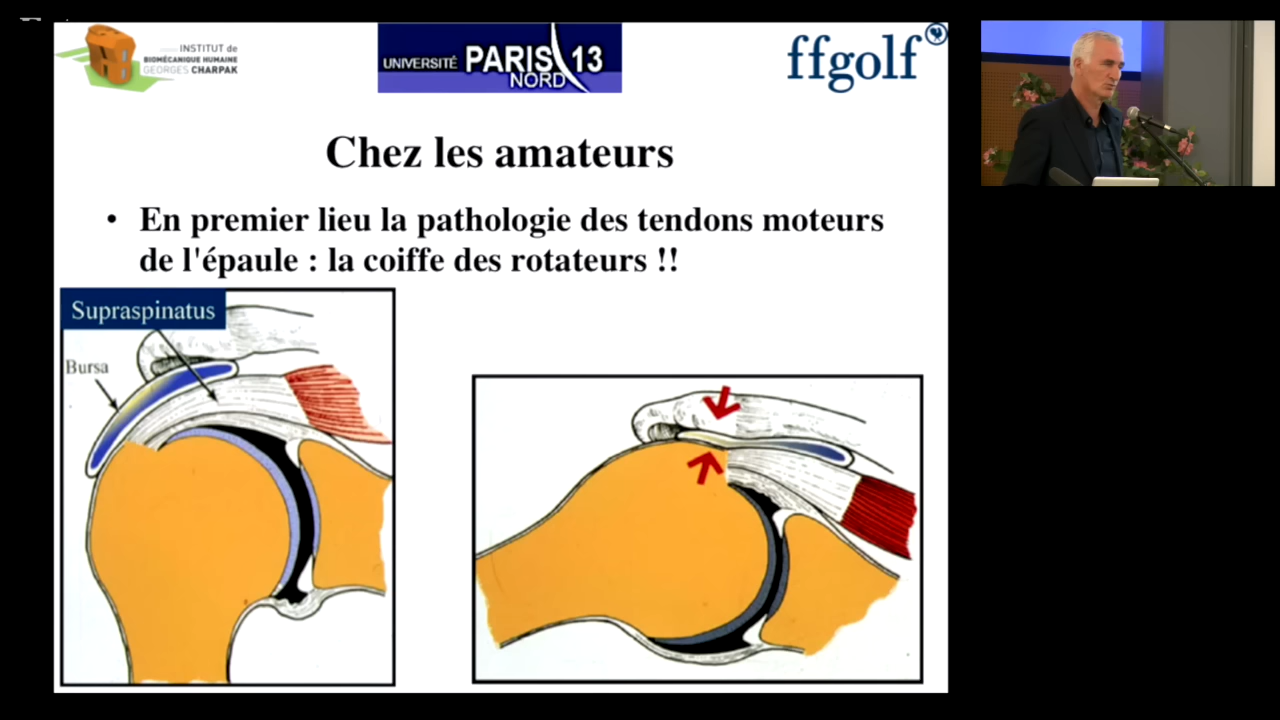 INSTITUT de
BIOMÉCANIQUE HUMAINE
GEORGES CHARPAK
UNIVERSITÉ PARIS 13
NORD
ffgolf
Chez les amateurs
• En premier lieu la pathologie des tendons moteurs
de l'épaule : la coiffe des rotateurs !!
Supraspinatus
Bursa